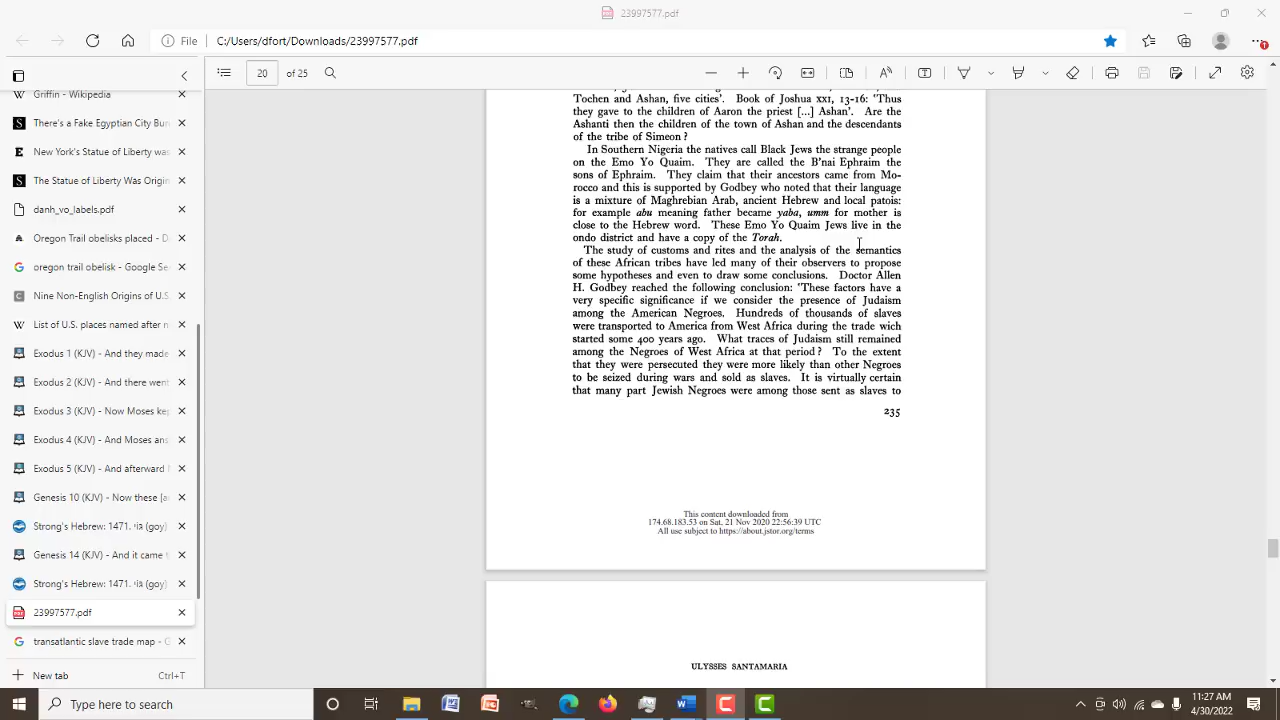 23997577.pdf
File
C:/Users/dfort/Downloads/23997577.pdf
20
of 25
Griffin - Wikipedia
There's a Fake Egyptian City Bur
New York's Statue of Liberty was
The Statue of Liberty Was Origin
danh_vo_labels.pdf
Oregon Trail obelisk - Google
oregon trail obelisk - Google Se
Nine Non-English Origins of U.S.
List of U.S. places named after n
Exodus 1 (KJV) - And they made
Exodus 2 (KJV) - And there went
Exodus 3 (KJV) - Now Moses kep
Exodus 4 (KJV) - And Moses ans
Exodus 5 (KJV) - And afterward
Genesis 10 (KJV) - Now these [ar
Strong's Hebrew: 1471. גּוֹי (goy)
Genesis 14 (KJV) - And it came t
Strong's Hebrew: 1471. גּוֹי (goy)
23997577.pdf
transatlantic slave trade map - G
New tab
Ctrl+T
Tochen and Ashan, five cities'. Book of Joshua XXI, 13-16: 'Thus
they gave to the children of Aaron the priest [...] Ashan'. Are the
Ashanti then the children of the town of Ashan and the descendants
of the tribe of Simeon ?
In Southern Nigeria the natives call Black Jews the strange people
on the Emo Yo Quaim. They are called the B'nai Ephraim the
sons of Ephraim. They claim that their ancestors came from Mo-
rocco and this is supported by Godbey who noted that their language
is a mixture of Maghrebian Arab, ancient Hebrew and local patois:
for example abu meaning father became yaba, umm for mother is
close to the Hebrew word. These Emo Yo Quaim Jews live in the
ondo district and have a copy of the Torah.
The study of customs and rites and the analysis of the semantics
of these African tribes have led many of their observers to propose
some hypotheses and even to draw some conclusions. Doctor Allen
H. Godbey reached the following conclusion: 'These factors have a
very specific significance if we consider the presence of Judaism
among the American Negroes. Hundreds of thousands of slaves
were transported to America from West Africa during the trade wich
started some 400 years ago. What traces of Judaism still remained
among the Negroes of West Africa at that period ? To the extent
that they were persecuted they were more likely than other Negroes
to be seized during wars and sold as slaves. It is virtually certain
that many part Jewish Negroes were among those sent as slaves to
235
This content downloaded from
174.68.183.53 on Sat, 21 Nov 2020 22:56:39 UTC
All use subject to https://about.jstor.org/terms
ULYSSES SANTAMARIA
Type here to search
11:27 AM
4/30/2022